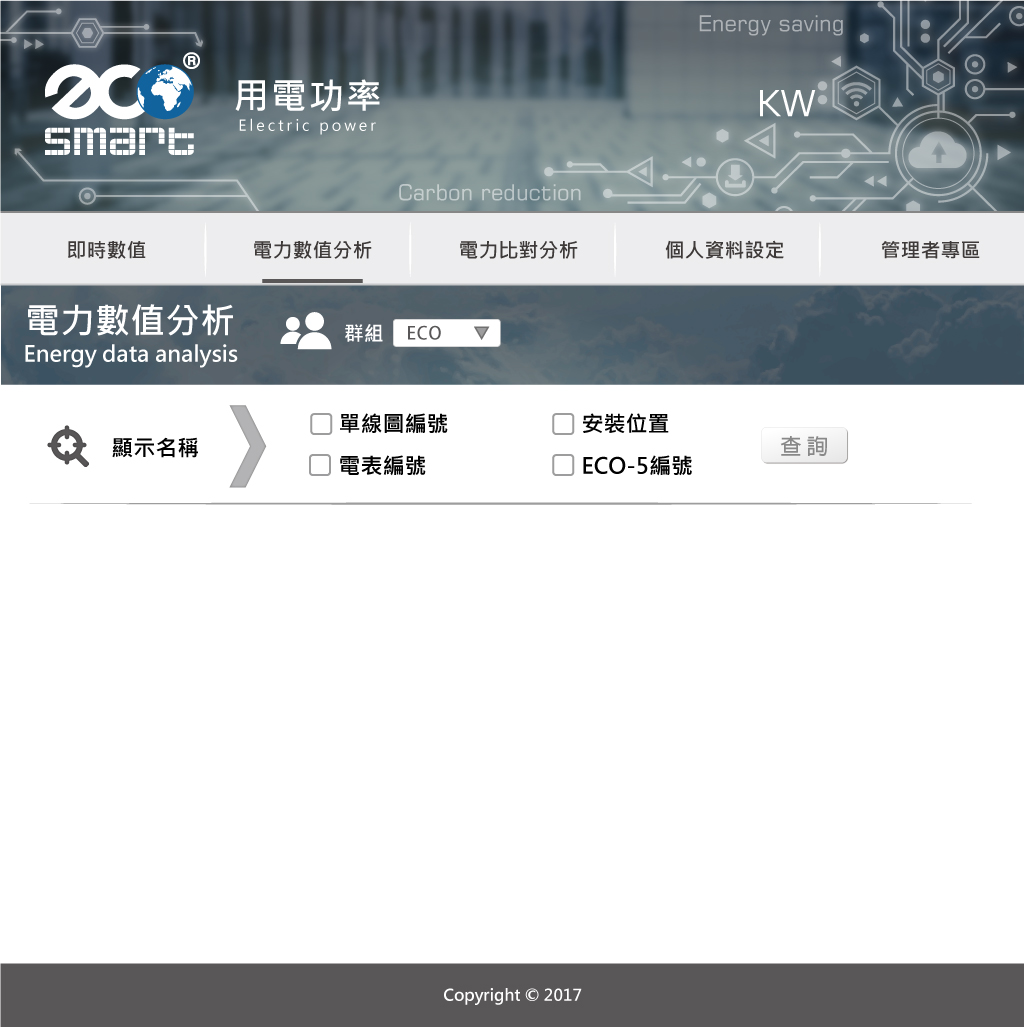 Energy saving
eco®
smart
用電功率
Electric power
KW
Carbon reduction
即時數值
電力數值分析
電力比對分析
個人資料設定
管理者專區
電力數值分析
Energy data analysis
群組
ECO
顯示名稱
單線圖編號
安裝位置
電表編號
ECO-5編號
查詢
Copyright © 2017